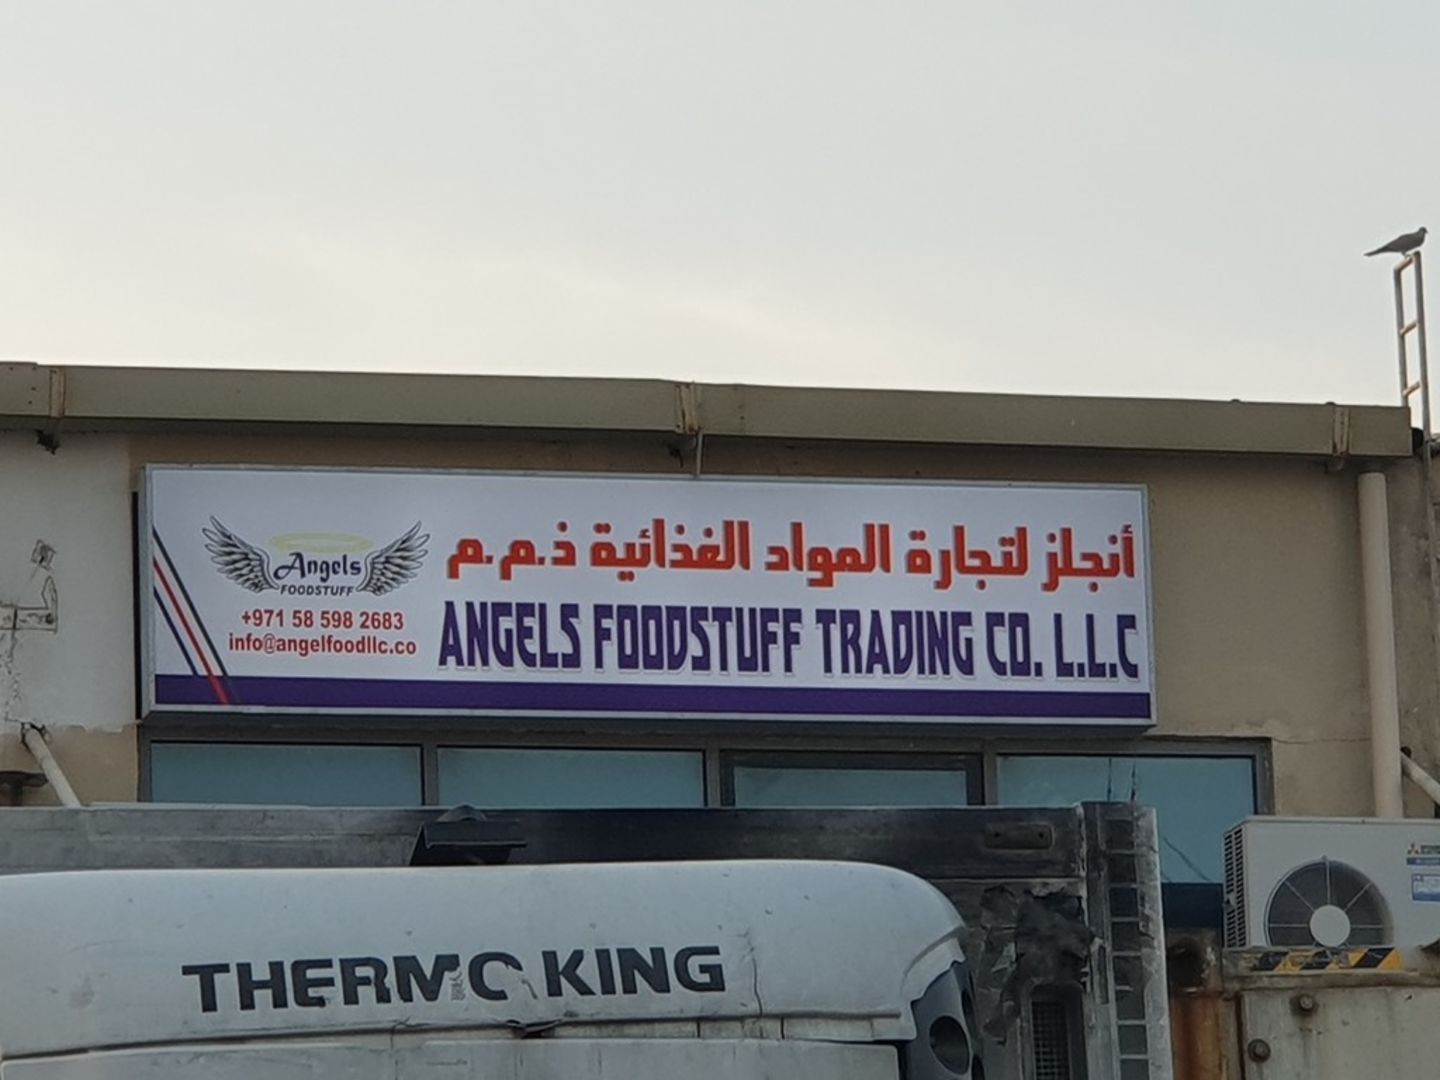 أنجلز لتجارة المواد الغذائية ذ.م.م
Angels
FOODSTUFF
+971 58 598 2683
info@angelfoodllc.co
ANGELS FOODSTUFF TRADING CO. L.L.C
THERMO KING